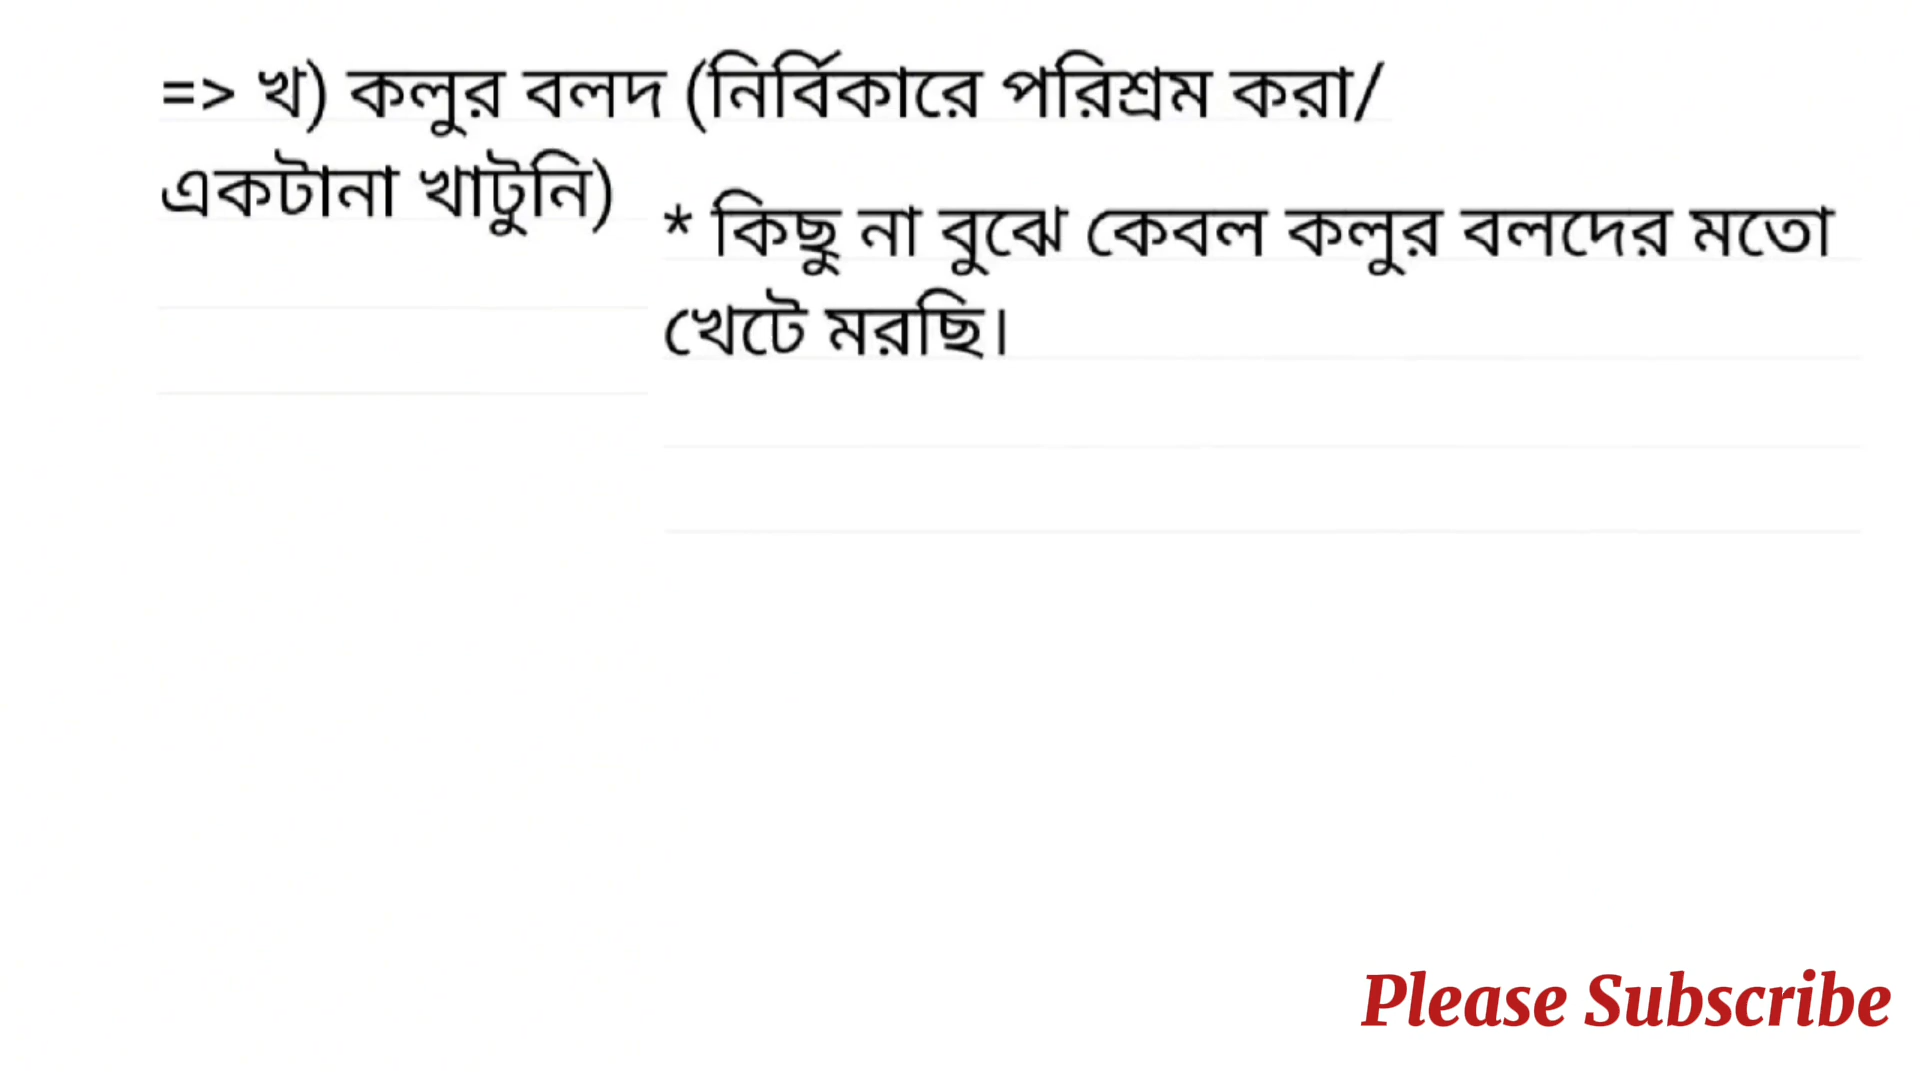 => খ) কলুর বলদ (নির্বিকারে পরিশ্রম করা/
একটানা খাটুনি)
* কিছু না বুঝে কেবল কলুর বলদের মতো
খেটে মরছি।
Please Subscribe